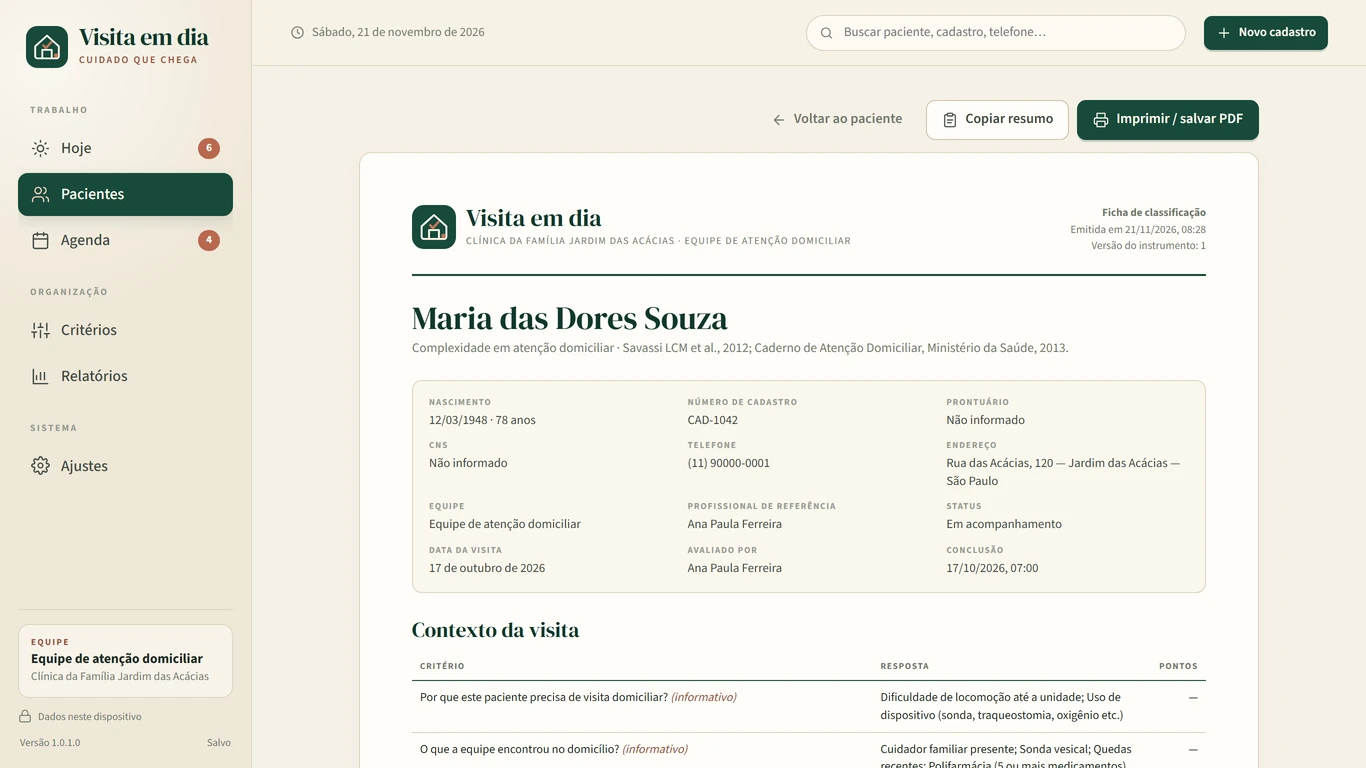 Visita em dia
CUIDADO QUE CHEGA
TRABALHO
Hoje 6
Pacientes
Agenda 4
ORGANIZAÇÃO
Critérios
Relatórios
SISTEMA
Ajustes
EQUIPE
Equipe de atenção domiciliar
Clínica da Família Jardim das Acácias
Dados neste dispositivo
Versão 1.0.1.0 Salvo
Sábado, 21 de novembro de 2026
Buscar paciente, cadastro, telefone…
Novo cadastro
Voltar ao paciente
Copiar resumo
Imprimir / salvar PDF
Visita em dia
CLÍNICA DA FAMÍLIA JARDIM DAS ACÁCIAS · EQUIPE DE ATENÇÃO DOMICILIAR
Ficha de classificação
Emitida em 21/11/2026, 08:28
Versão do instrumento: 1
Maria das Dores Souza
Complexidade em atenção domiciliar · Savassi LCM et al., 2012; Caderno de Atenção Domiciliar, Ministério da Saúde, 2013.
NASCIMENTO NÚMERO DE CADASTRO PRONTUÁRIO
12/03/1948 · 78 anos CAD-1042 Não informado
CNS TELEFONE ENDEREÇO
Não informado (11) 90000-0001 Rua das Acácias, 120 — Jardim das Acácias —
São Paulo
EQUIPE PROFISSIONAL DE REFERÊNCIA STATUS
Equipe de atenção domiciliar Ana Paula Ferreira Em acompanhamento
DATA DA VISITA AVALIADO POR CONCLUSÃO
17 de outubro de 2026 Ana Paula Ferreira 17/10/2026, 07:00
Contexto da visita
CRITÉRIO RESPOSTA PONTOS
Por que este paciente precisa de visita domiciliar? (informativo) Dificuldade de locomoção até a unidade; Uso de —
dispositivo (sonda, traqueostomia, oxigênio etc.)
O que a equipe encontrou no domicílio? (informativo) Cuidador familiar presente; Sonda vesical; Quedas —
recentes; Polifarmácia (5 ou mais medicamentos)